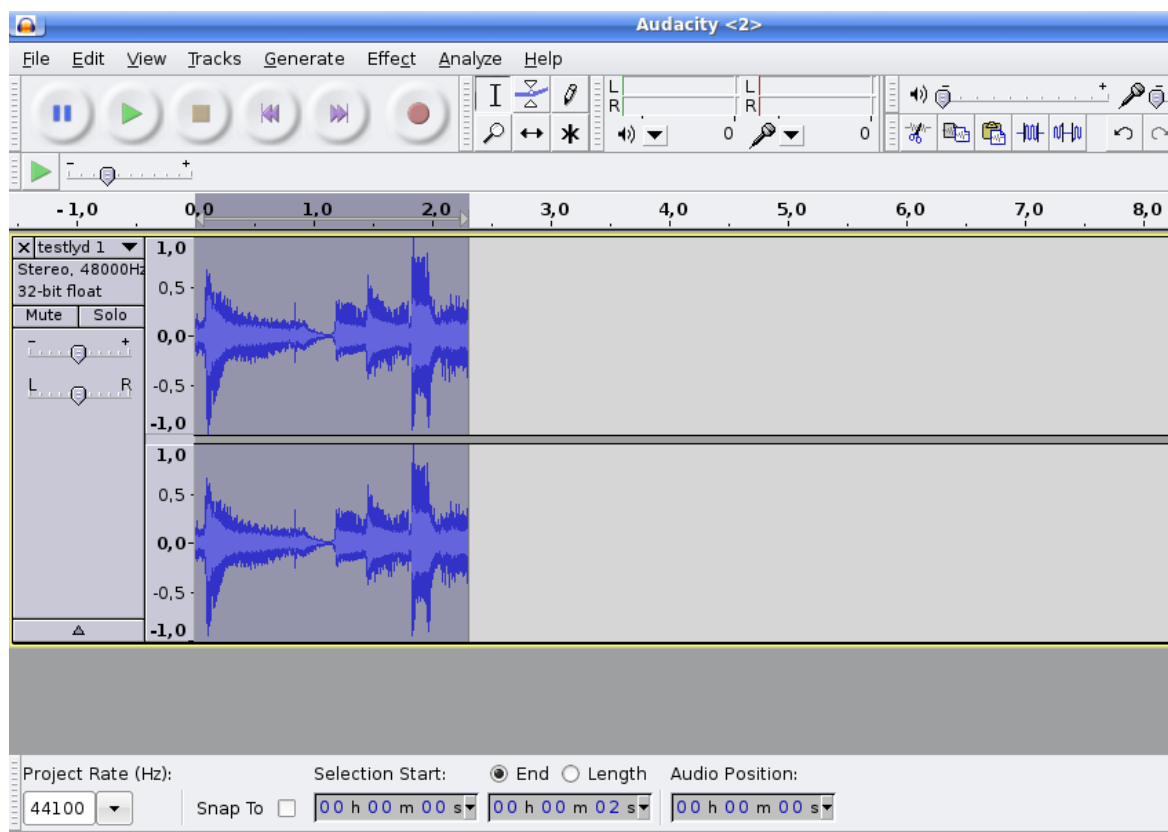 Audacity <2>
File Edit View Tracks Generate Effect Analyze Help
L R L R
0 0
- +
- +
- 1,0 0,0 1,0 2,0 3,0 4,0 5,0 6,0 7,0 8,0
testlyd 1
Stereo, 48000Hz
32-bit float
Mute Solo
- +
L R
1,0
0,5
0,0
-0,5
-1,0
1,0
0,5
0,0
-0,5
-1,0
Project Rate (Hz): Selection Start: End Length Audio Position:
44100 Snap To 00 h 00 m 00 s 00 h 00 m 02 s 00 h 00 m 00 s